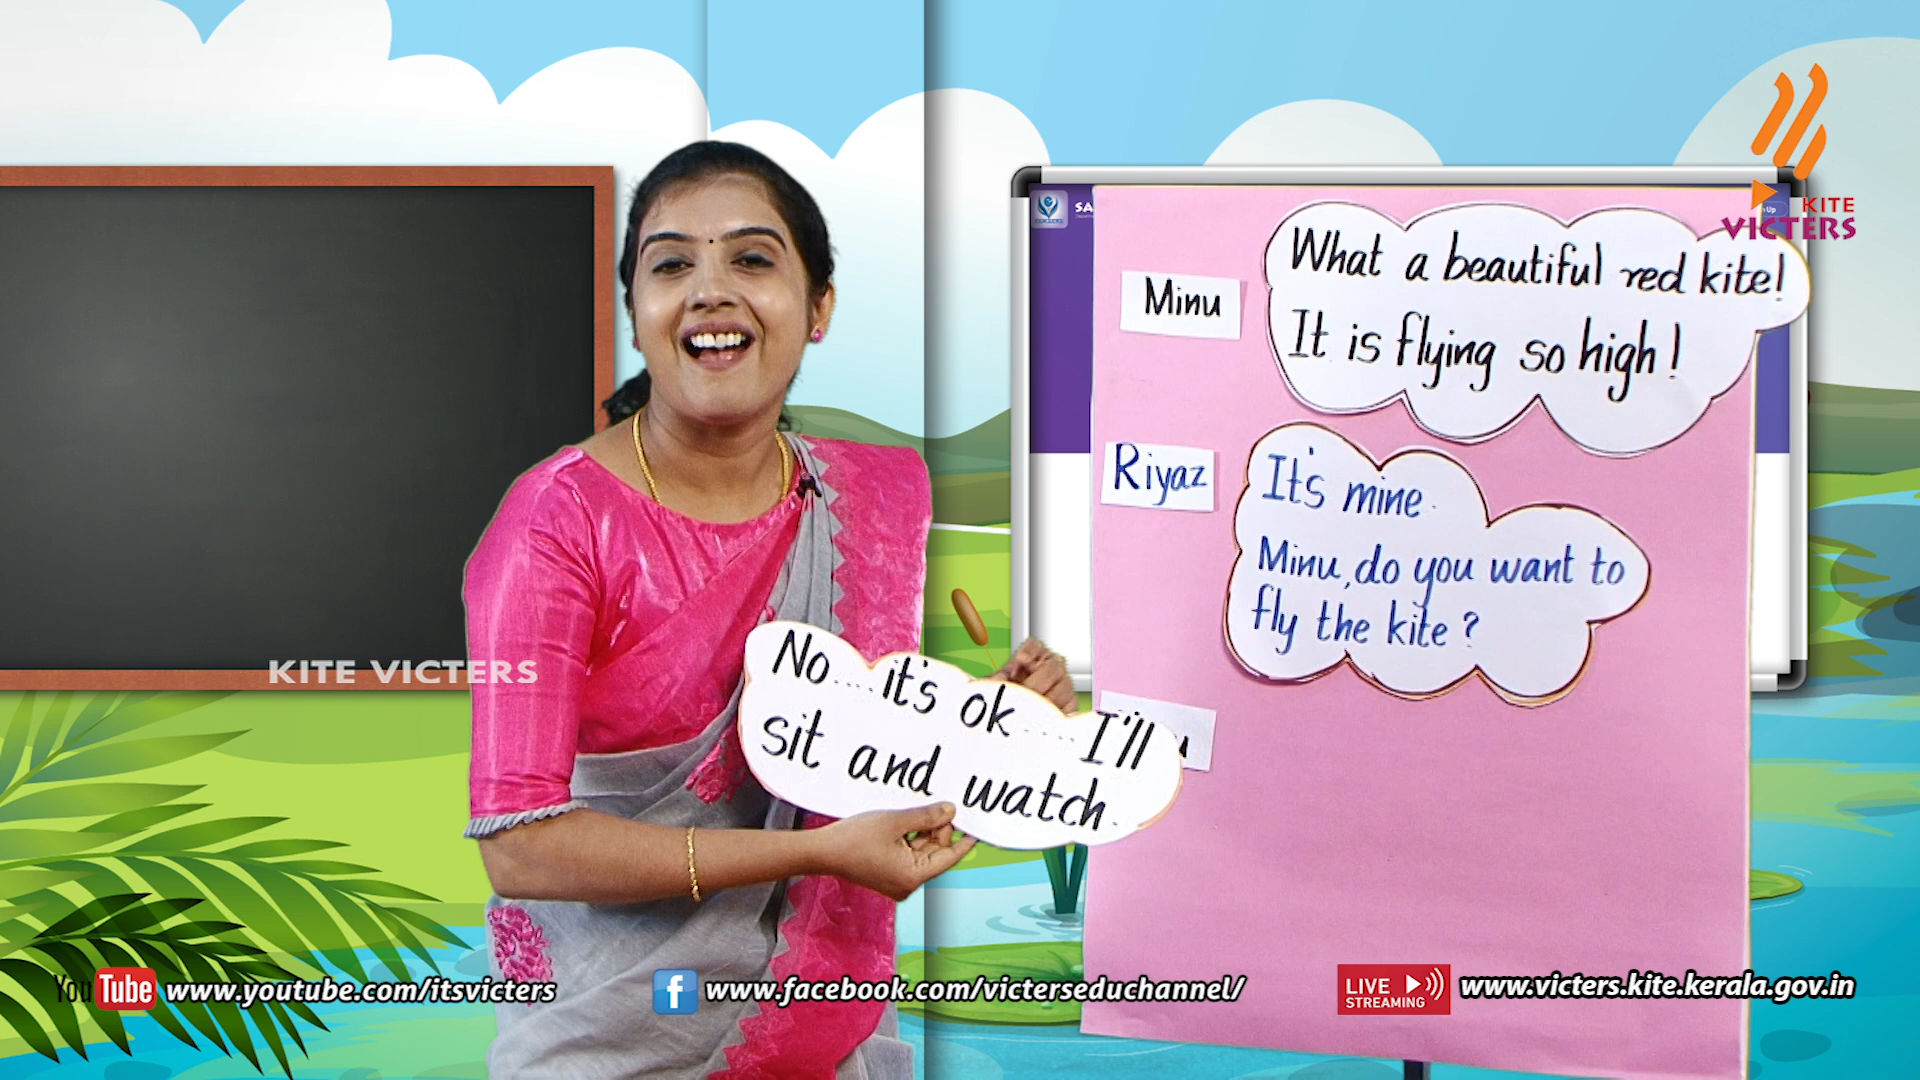 SA
KITE
VICTERS
Minu
What a beautiful red kite!
It is flying so high!
Riyaz
It's mine.
Minu, do you want to
fly the kite?
No....it's ok.....I'll
sit and watch.
KITE VICTERS
YouTube www.youtube.com/itsvicters
f www.facebook.com/victerseduchannel/
LIVE
STREAMING
www.victers.kite.kerala.gov.in